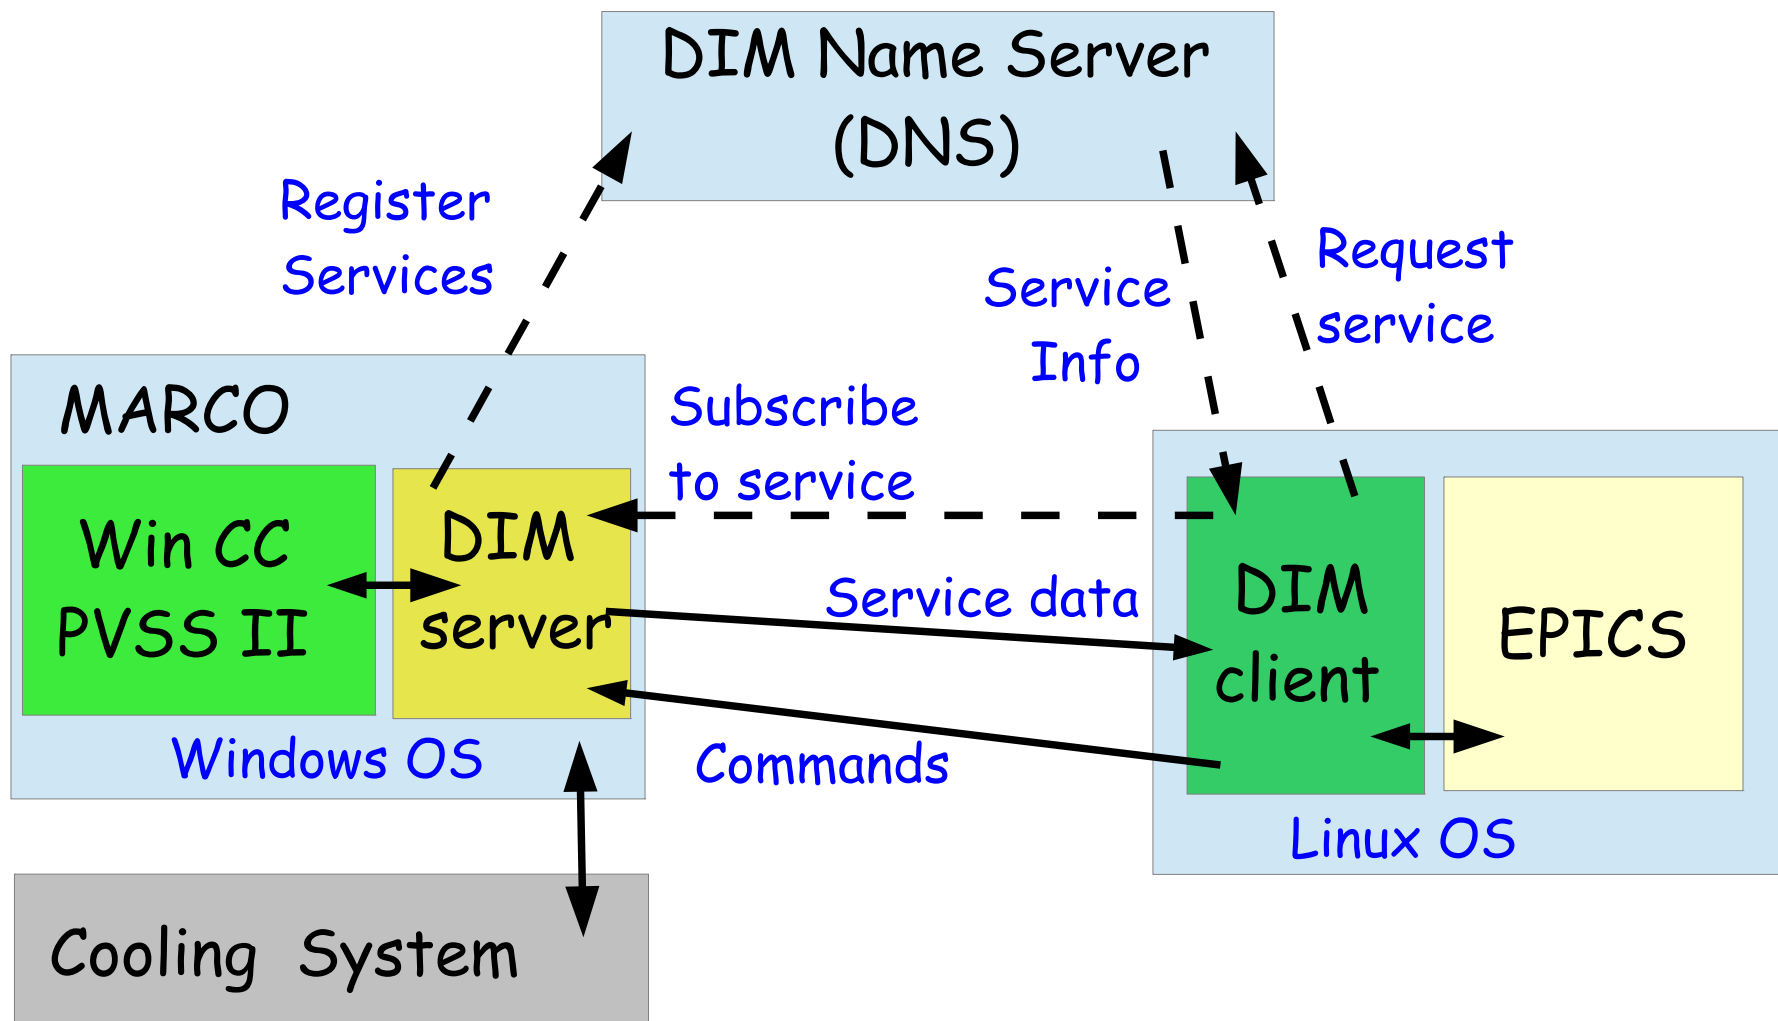 DIM Name Server
(DNS)
Register
Services
Service
Info
Request
service
MARCO
Win CC
PVSS II
DIM
server
Windows OS
Subscribe
to service
Service data
Commands
DIM
client
EPICS
Linux OS
Cooling System